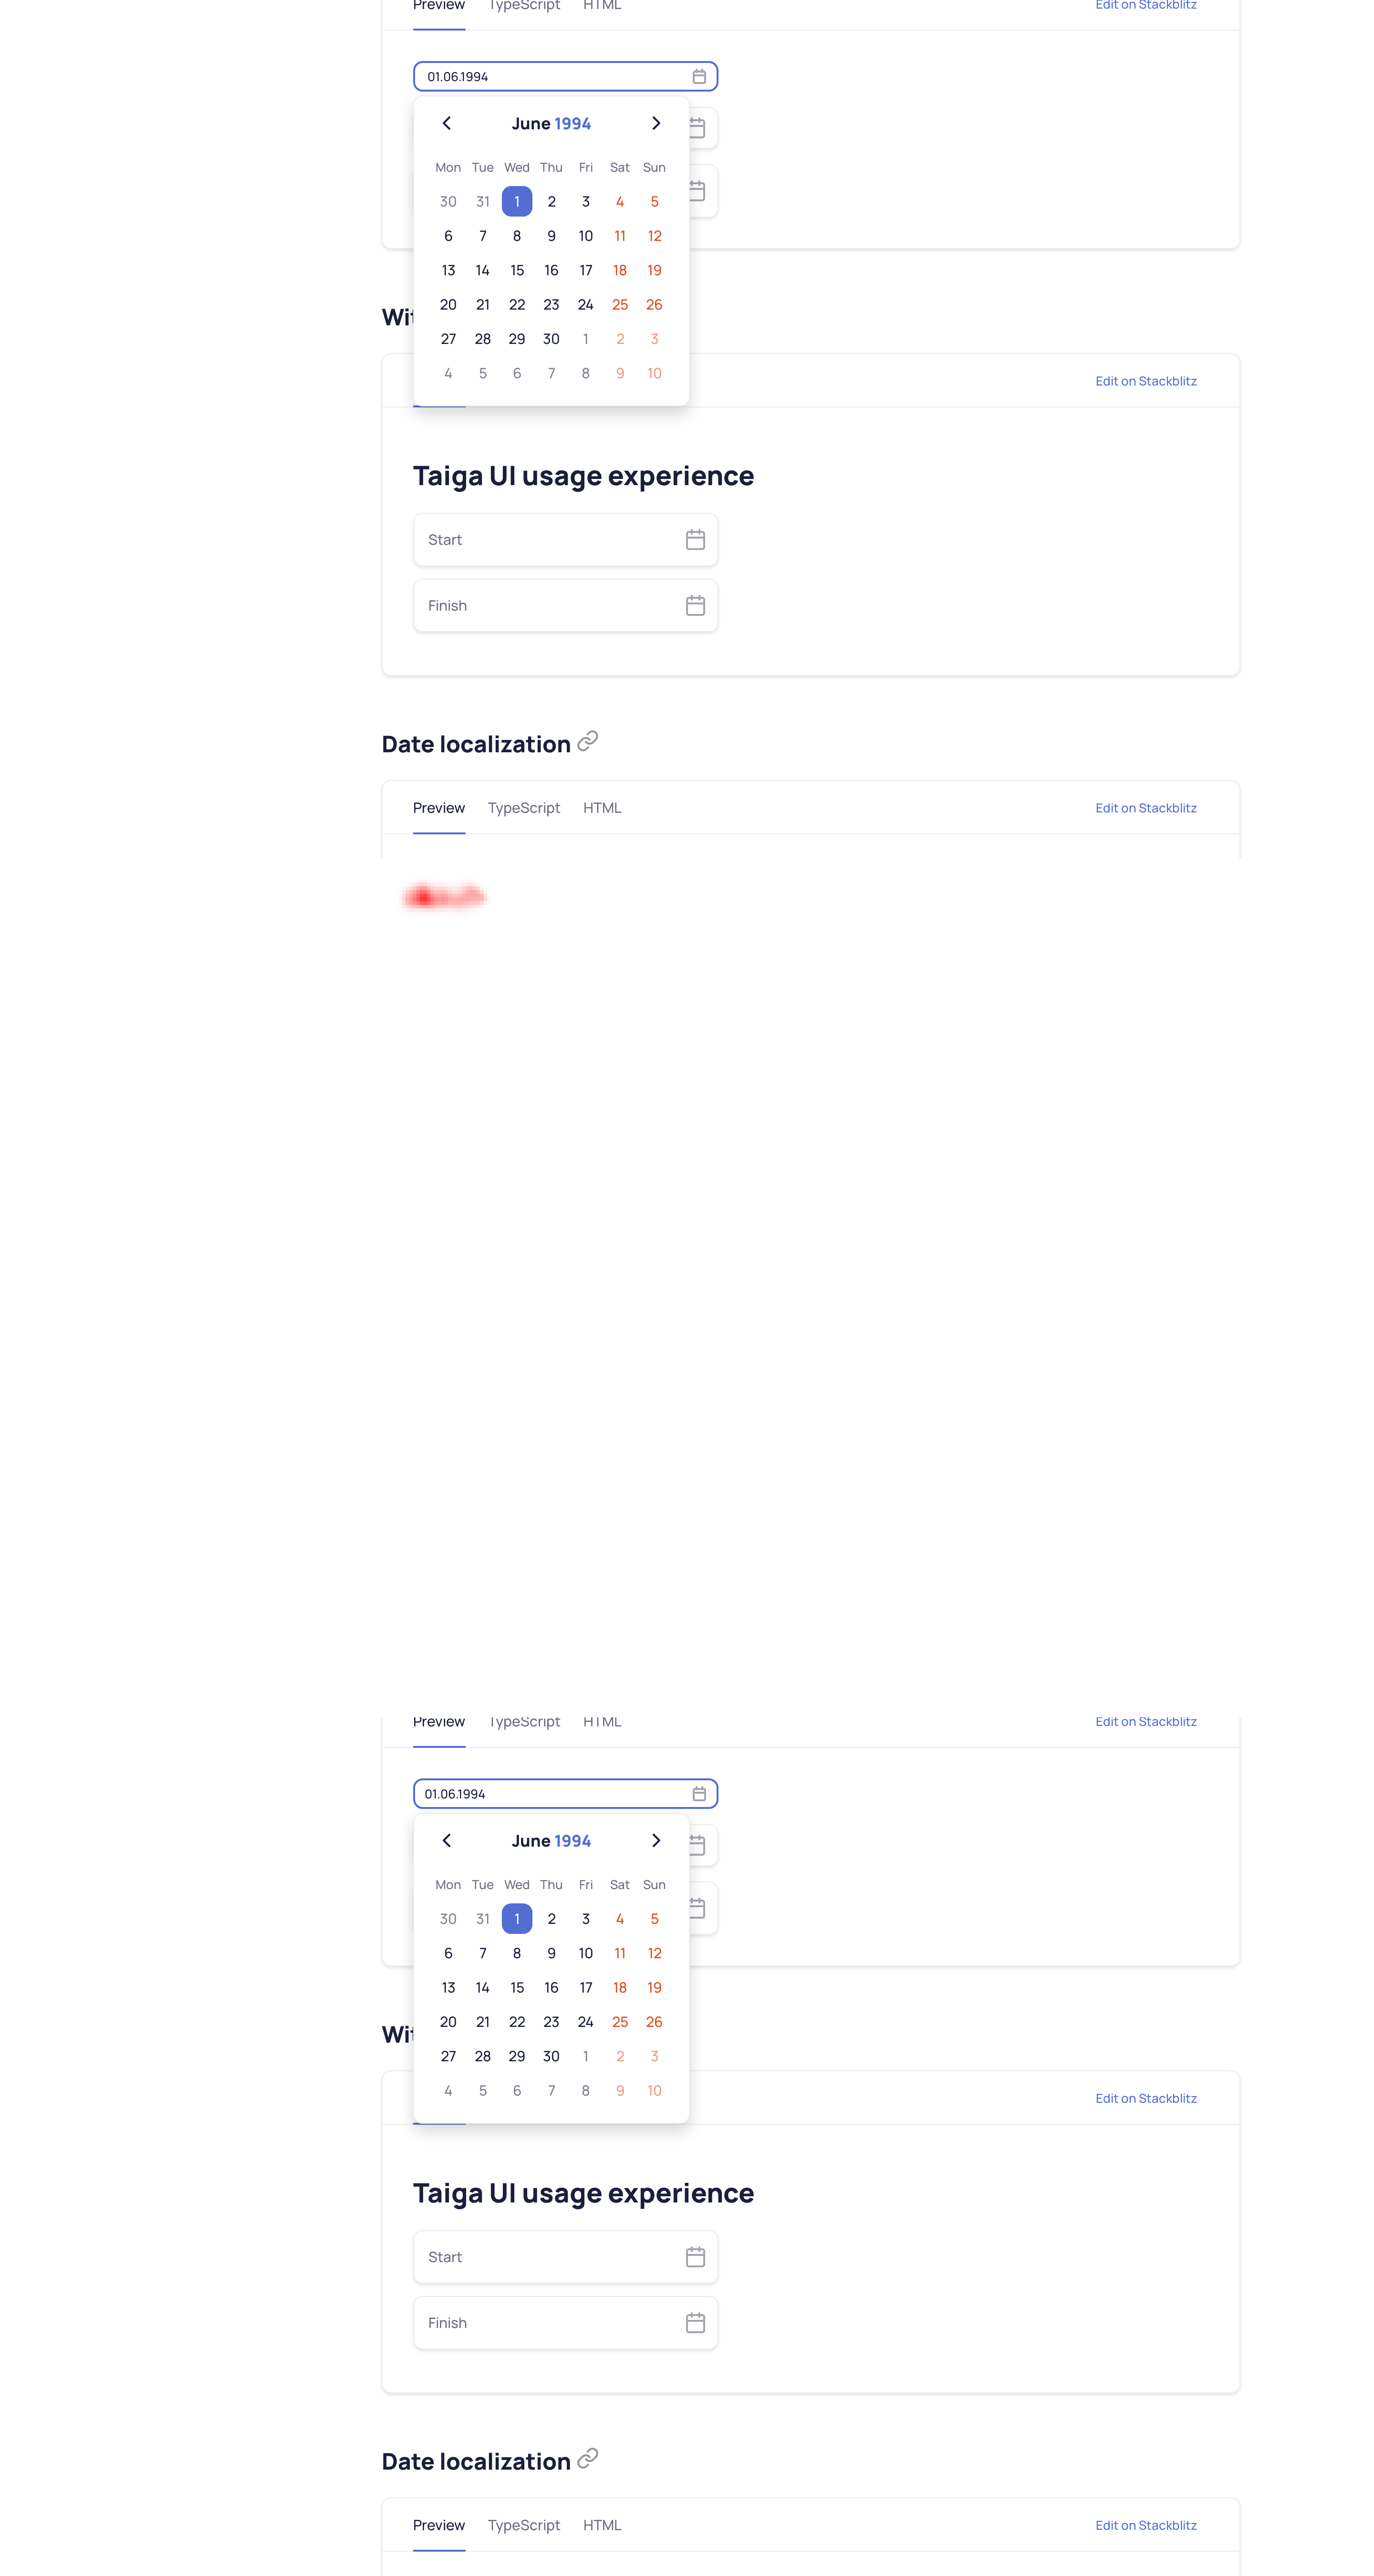 Preview TypeScript HTML Edit on Stackblitz
01.06.1994
June 1994
Mon Tue Wed Thu Fri Sat Sun
30 31 1 2 3 4 5
6 7 8 9 10 11 12
13 14 15 16 17 18 19
20 21 22 23 24 25 26
27 28 29 30 1 2 3
4 5 6 7 8 9 10
Edit on Stackblitz
Taiga UI usage experience
Start
Finish
Date localization
Preview TypeScript HTML Edit on Stackblitz
Preview TypeScript HTML Edit on Stackblitz
01.06.1994
June 1994
Mon Tue Wed Thu Fri Sat Sun
30 31 1 2 3 4 5
6 7 8 9 10 11 12
13 14 15 16 17 18 19
20 21 22 23 24 25 26
27 28 29 30 1 2 3
4 5 6 7 8 9 10
Edit on Stackblitz
Taiga UI usage experience
Start
Finish
Date localization
Preview TypeScript HTML Edit on Stackblitz